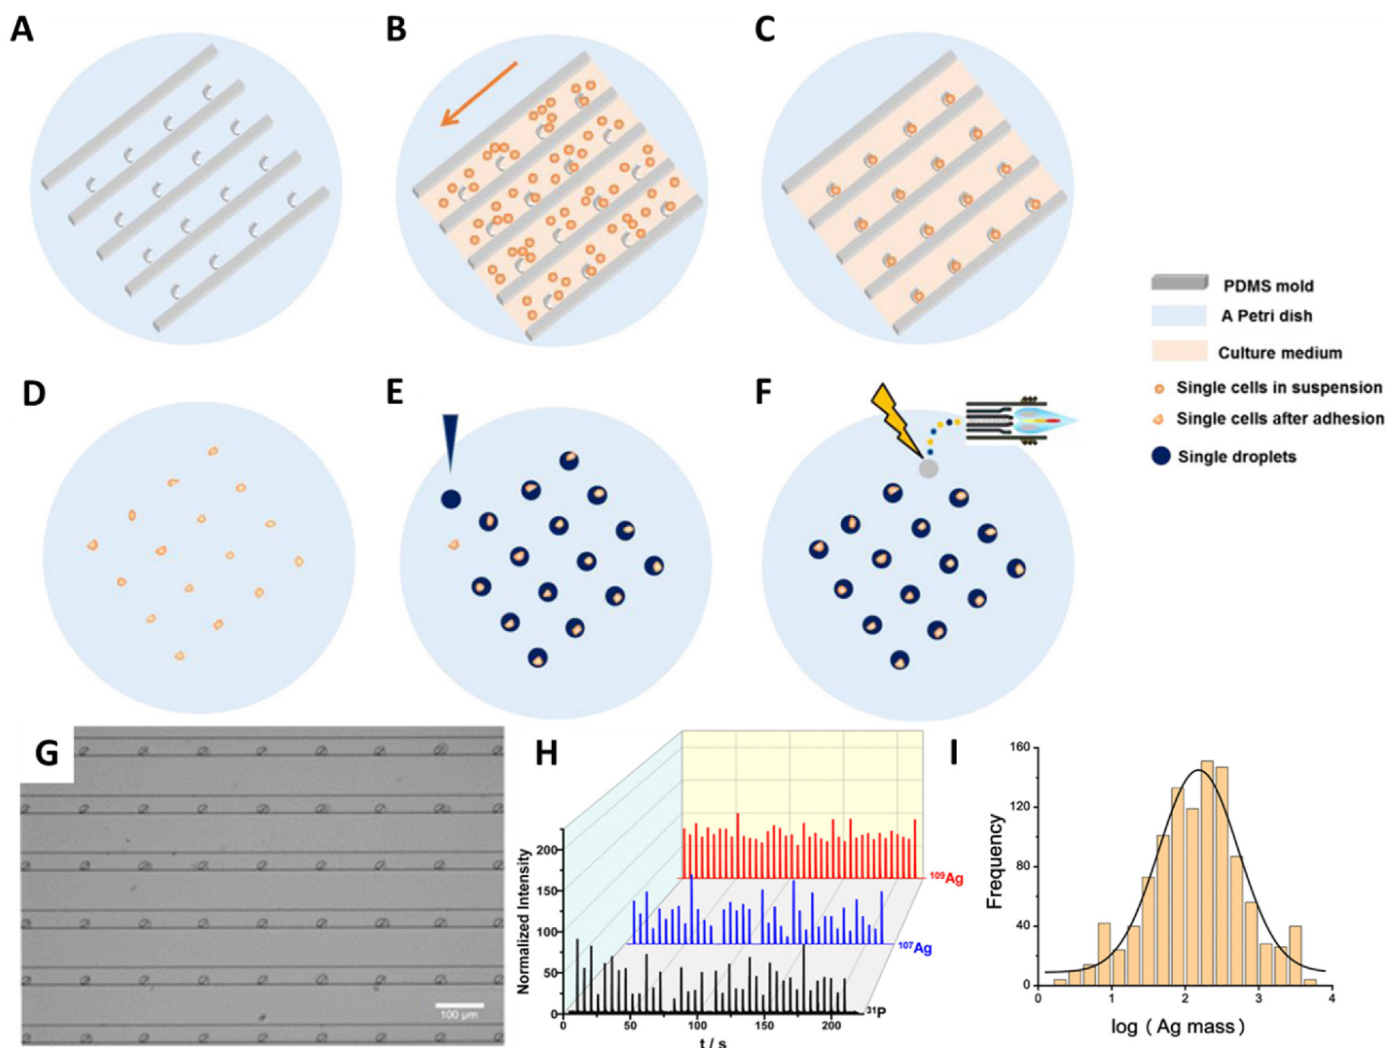 A
B
C
PDMS mold
A Petri dish
Culture medium
Single cells in suspension
Single cells after adhesion
Single droplets
D
E
F
G
100 µm
H
Normalized Intensity
200
150
100
50
0
0
50
100
150
200
t / s
109Ag
107Ag
31P
I
Frequency
160
120
80
40
0
0
1
2
3
4
log (Ag mass)